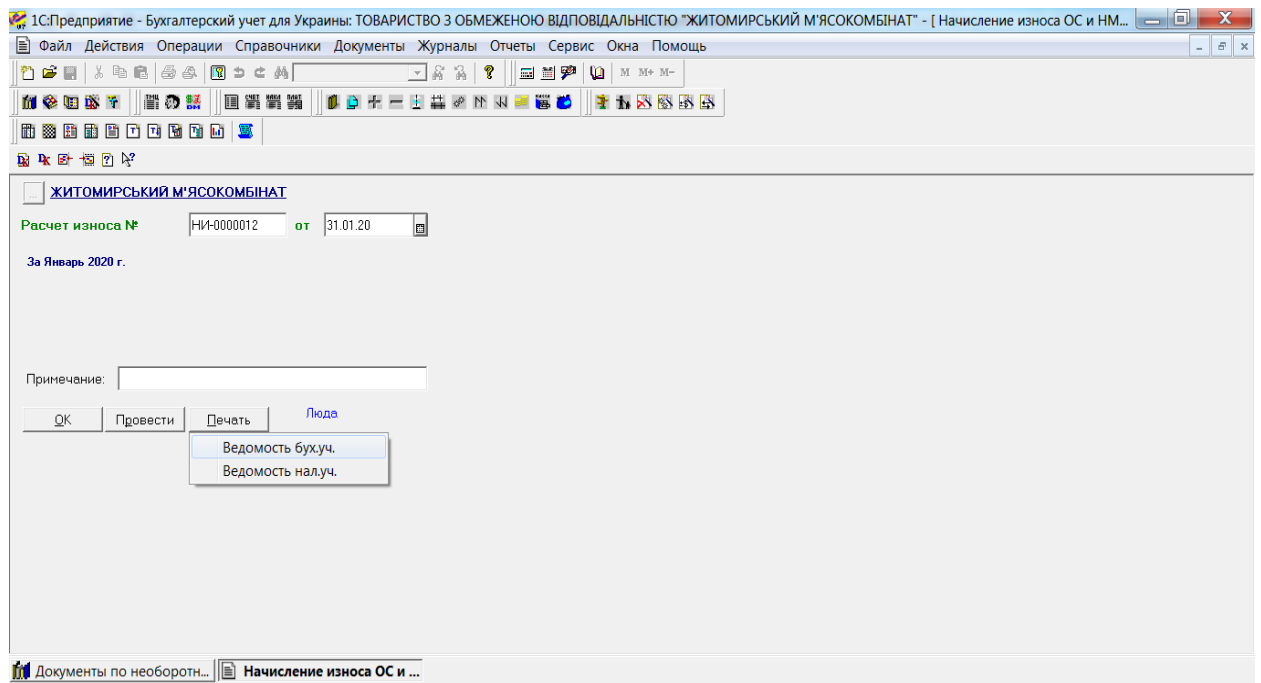 1С:Предприятие - Бухгалтерский учет для Украины: ТОВАРИСТВО З ОБМЕЖЕНОЮ ВІДПОВІДАЛЬНІСТЮ "ЖИТОМИРСЬКИЙ М'ЯСОКОМБІНАТ" - [ Начисление износа ОС и НМ...
Файл Действия Операции Справочники Документы Журналы Отчеты Сервис Окна Помощь
M M+ M-
... ЖИТОМИРСЬКИЙ М'ЯСОКОМБІНАТ
Расчет износа № НИ-0000012 от 31.01.20
За Январь 2020 г.
Примечание:
OK Провести Печать Люда
Ведомость бух.уч.
Ведомость нал.уч.
Документы по необоротн... Начисление износа ОС и ...